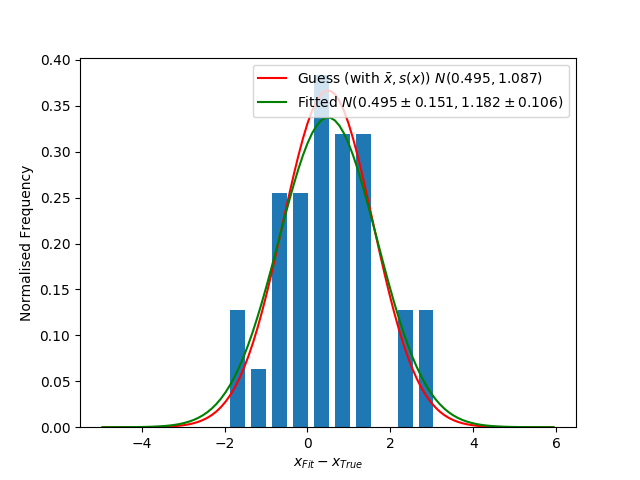 Guess (with x̄, s(x)) N(0.495, 1.087)
Fitted N(0.495 ± 0.151, 1.182 ± 0.106)
0.40
0.35
0.30
0.25
0.20
0.15
0.10
0.05
0.00
Normalised Frequency
−4 −2 0 2 4 6
x_Fit − x_True